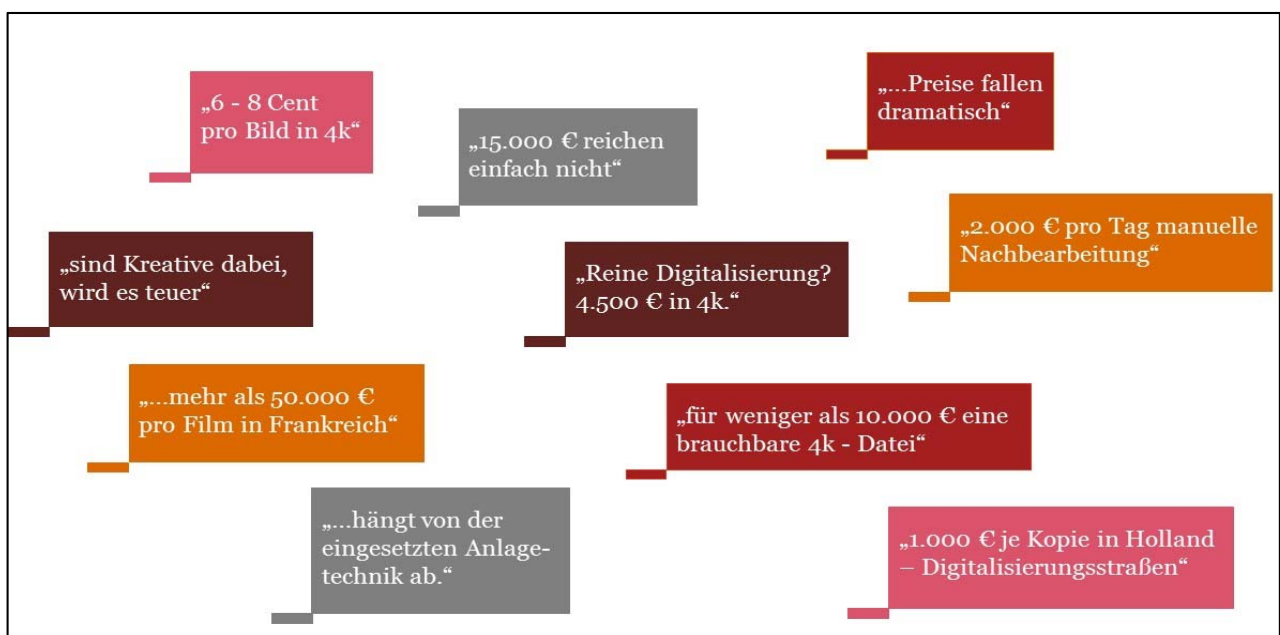 „6 - 8 Cent
pro Bild in 4k“
„15.000 € reichen
einfach nicht“
„...Preise fallen
dramatisch“
„sind Kreative dabei,
wird es teuer“
„Reine Digitalisierung?
4.500 € in 4k.“
„2.000 € pro Tag manuelle
Nachbearbeitung“
„...mehr als 50.000 €
pro Film in Frankreich“
„für weniger als 10.000 € eine
brauchbare 4k - Datei“
„...hängt von der
eingesetzten Anlage-
technik ab.“
„1.000 € je Kopie in Holland
– Digitalisierungsstraßen“